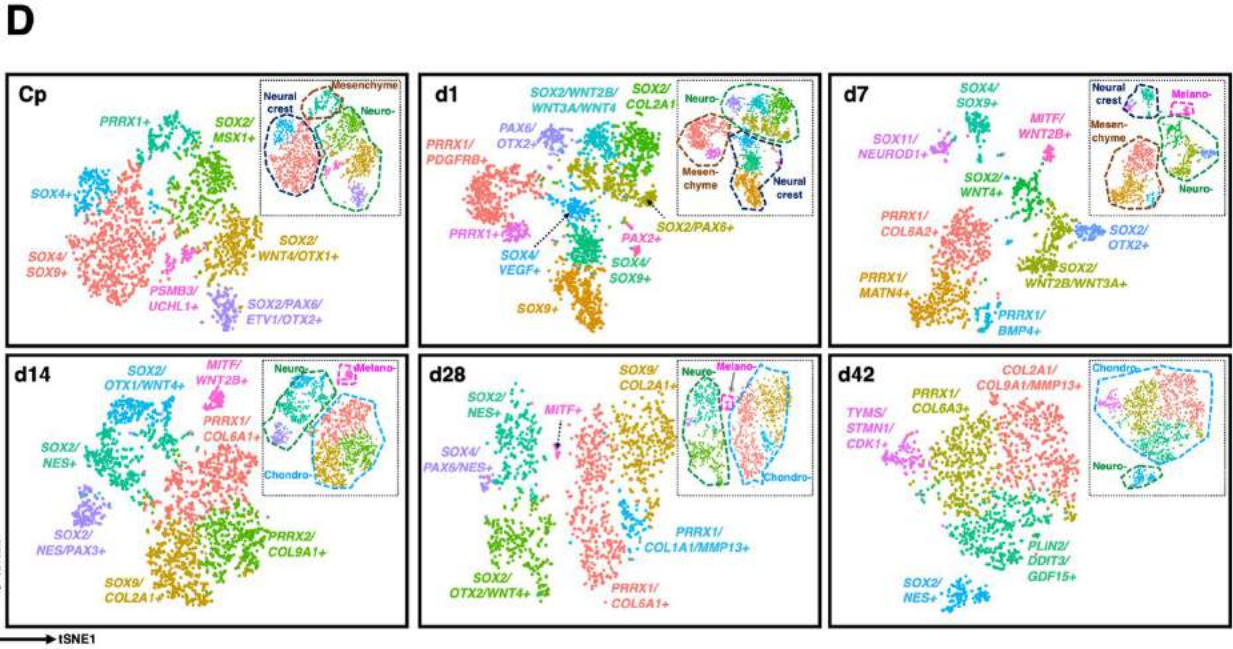 D
Cp
PRRX1+
SOX2/
MSX1+
SOX4+
SOX4/
SOX9+
PSMB3/
UCHL1+
SOX2/
WNT4/OTX1+
SOX2/PAX6/
ETV1/OTX2+
Neural
crest
Mesenchyme
Neuro-
d1
SOX2/WNT2B/
WNT3A/WNT4
SOX2/
COL2A1
PAX6/
OTX2+
PRRX1/
PDGFRB+
PRRX1+
SOX4/
VEGF+
SOX9+
PAX2+
SOX4/
SOX9+
SOX2/PAX6+
Neuro-
Mesen-
chyme
Neural
crest
d7
SOX4/
SOX9+
SOX11/
NEUROD1+
MITF/
WNT2B+
SOX2/
WNT4+
PRRX1/
COL6A2+
SOX2/
OTX2+
PRRX1/
MATN4+
SOX2/
WNT2B/WNT3A+
PRRX1/
BMP4+
Neural
crest
Melano-
Mesen-
chyme
Neuro-
d14
SOX2/
OTX1/WNT4+
MITF/
WNT2B+
PRRX1/
COL6A1+
SOX2/
NES+
SOX2/
NES/PAX3+
PRRX2/
COL9A1+
SOX9/
COL2A1+
Neuro-
Melano-
Chondro-
d28
SOX2/
NES+
MITF+
SOX9/
COL2A1+
SOX4/
PAX6/NES+
PRRX1/
COL1A1/MMP13+
SOX2/
OTX2/WNT4+
PRRX1/
COL6A1+
Neuro-
Melano-
Chondro-
d42
COL2A1/
COL9A1/MMP13+
PRRX1/
COL6A3+
TYMS/
STMN1/
CDK1+
PLIN2/
DDIT3/
GDF15+
SOX2/
NES+
Chondro-
Neuro-
tSNE1